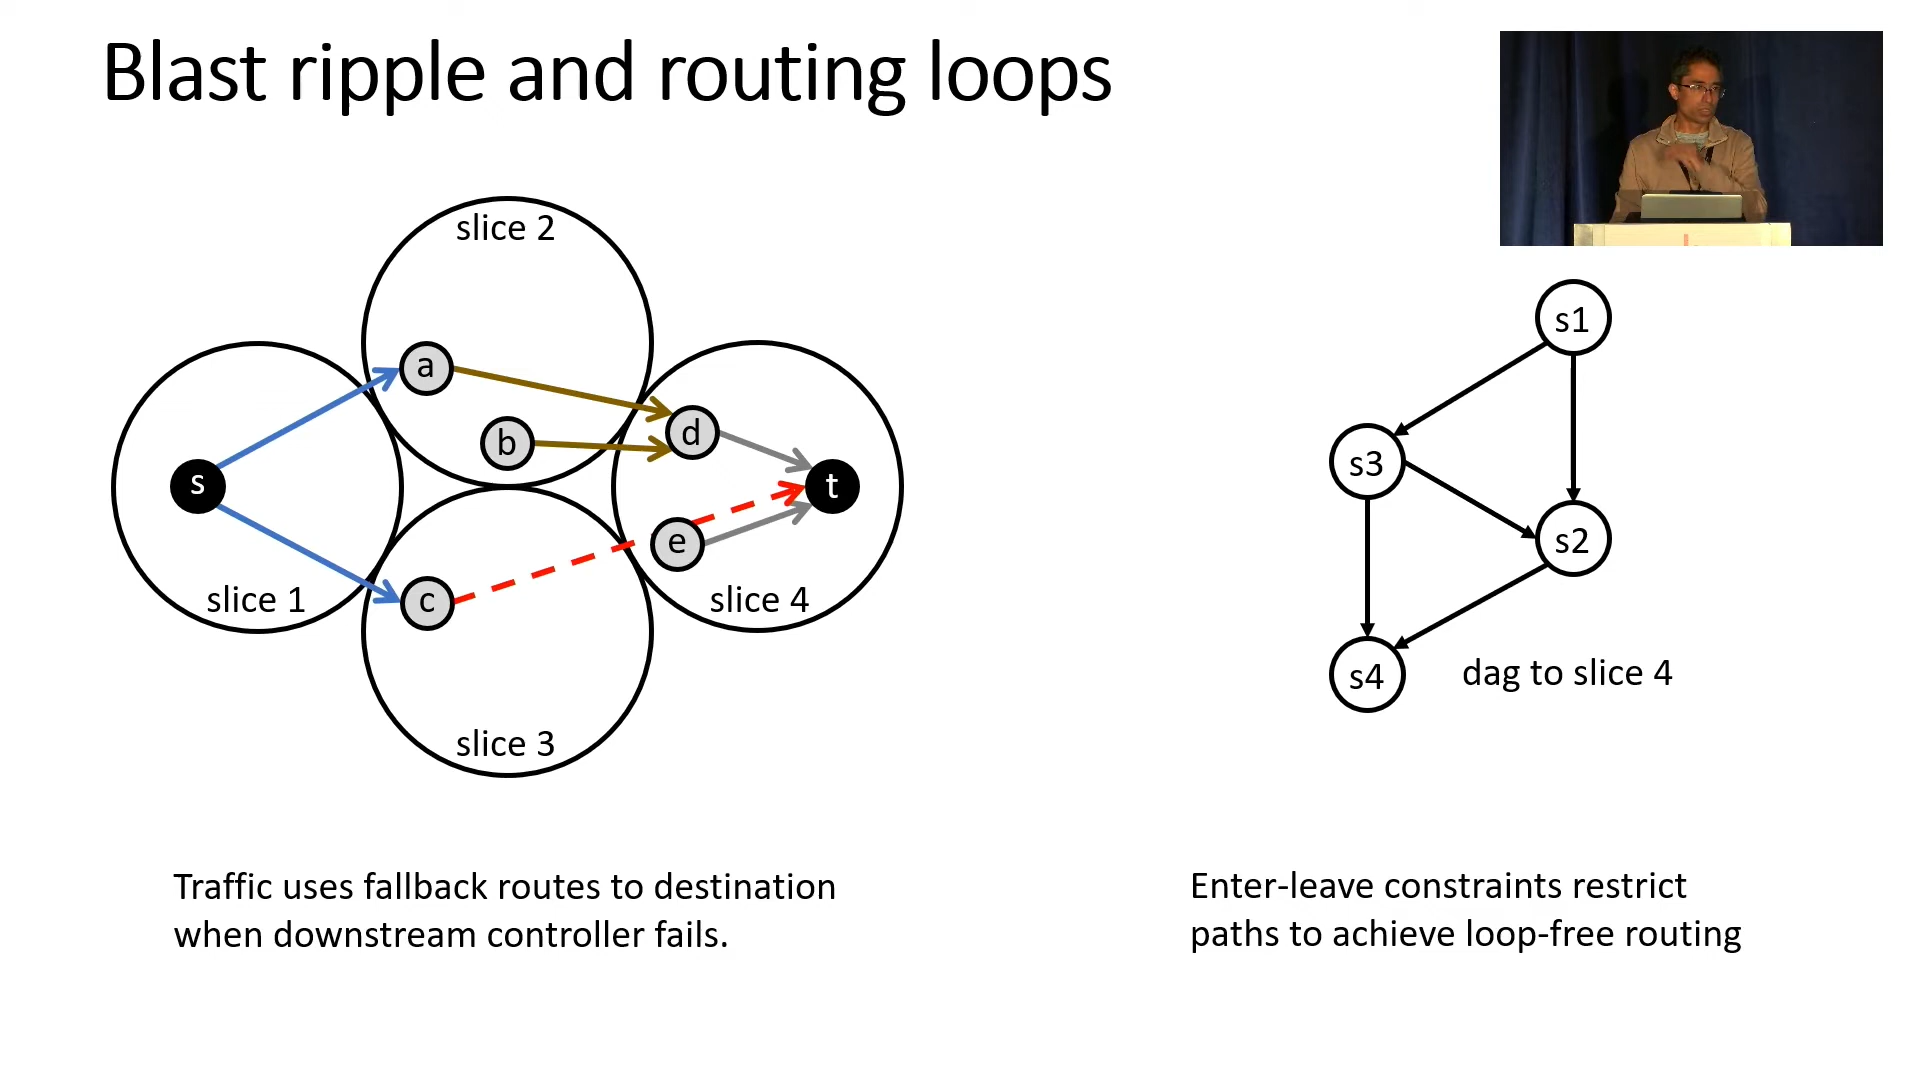 Blast ripple and routing loops
slice 2
a
b
d
s
t
e
c
slice 1
slice 4
slice 3
s1
s3
s2
s4
dag to slice 4
Traffic uses fallback routes to destination
when downstream controller fails.
Enter-leave constraints restrict
paths to achieve loop-free routing